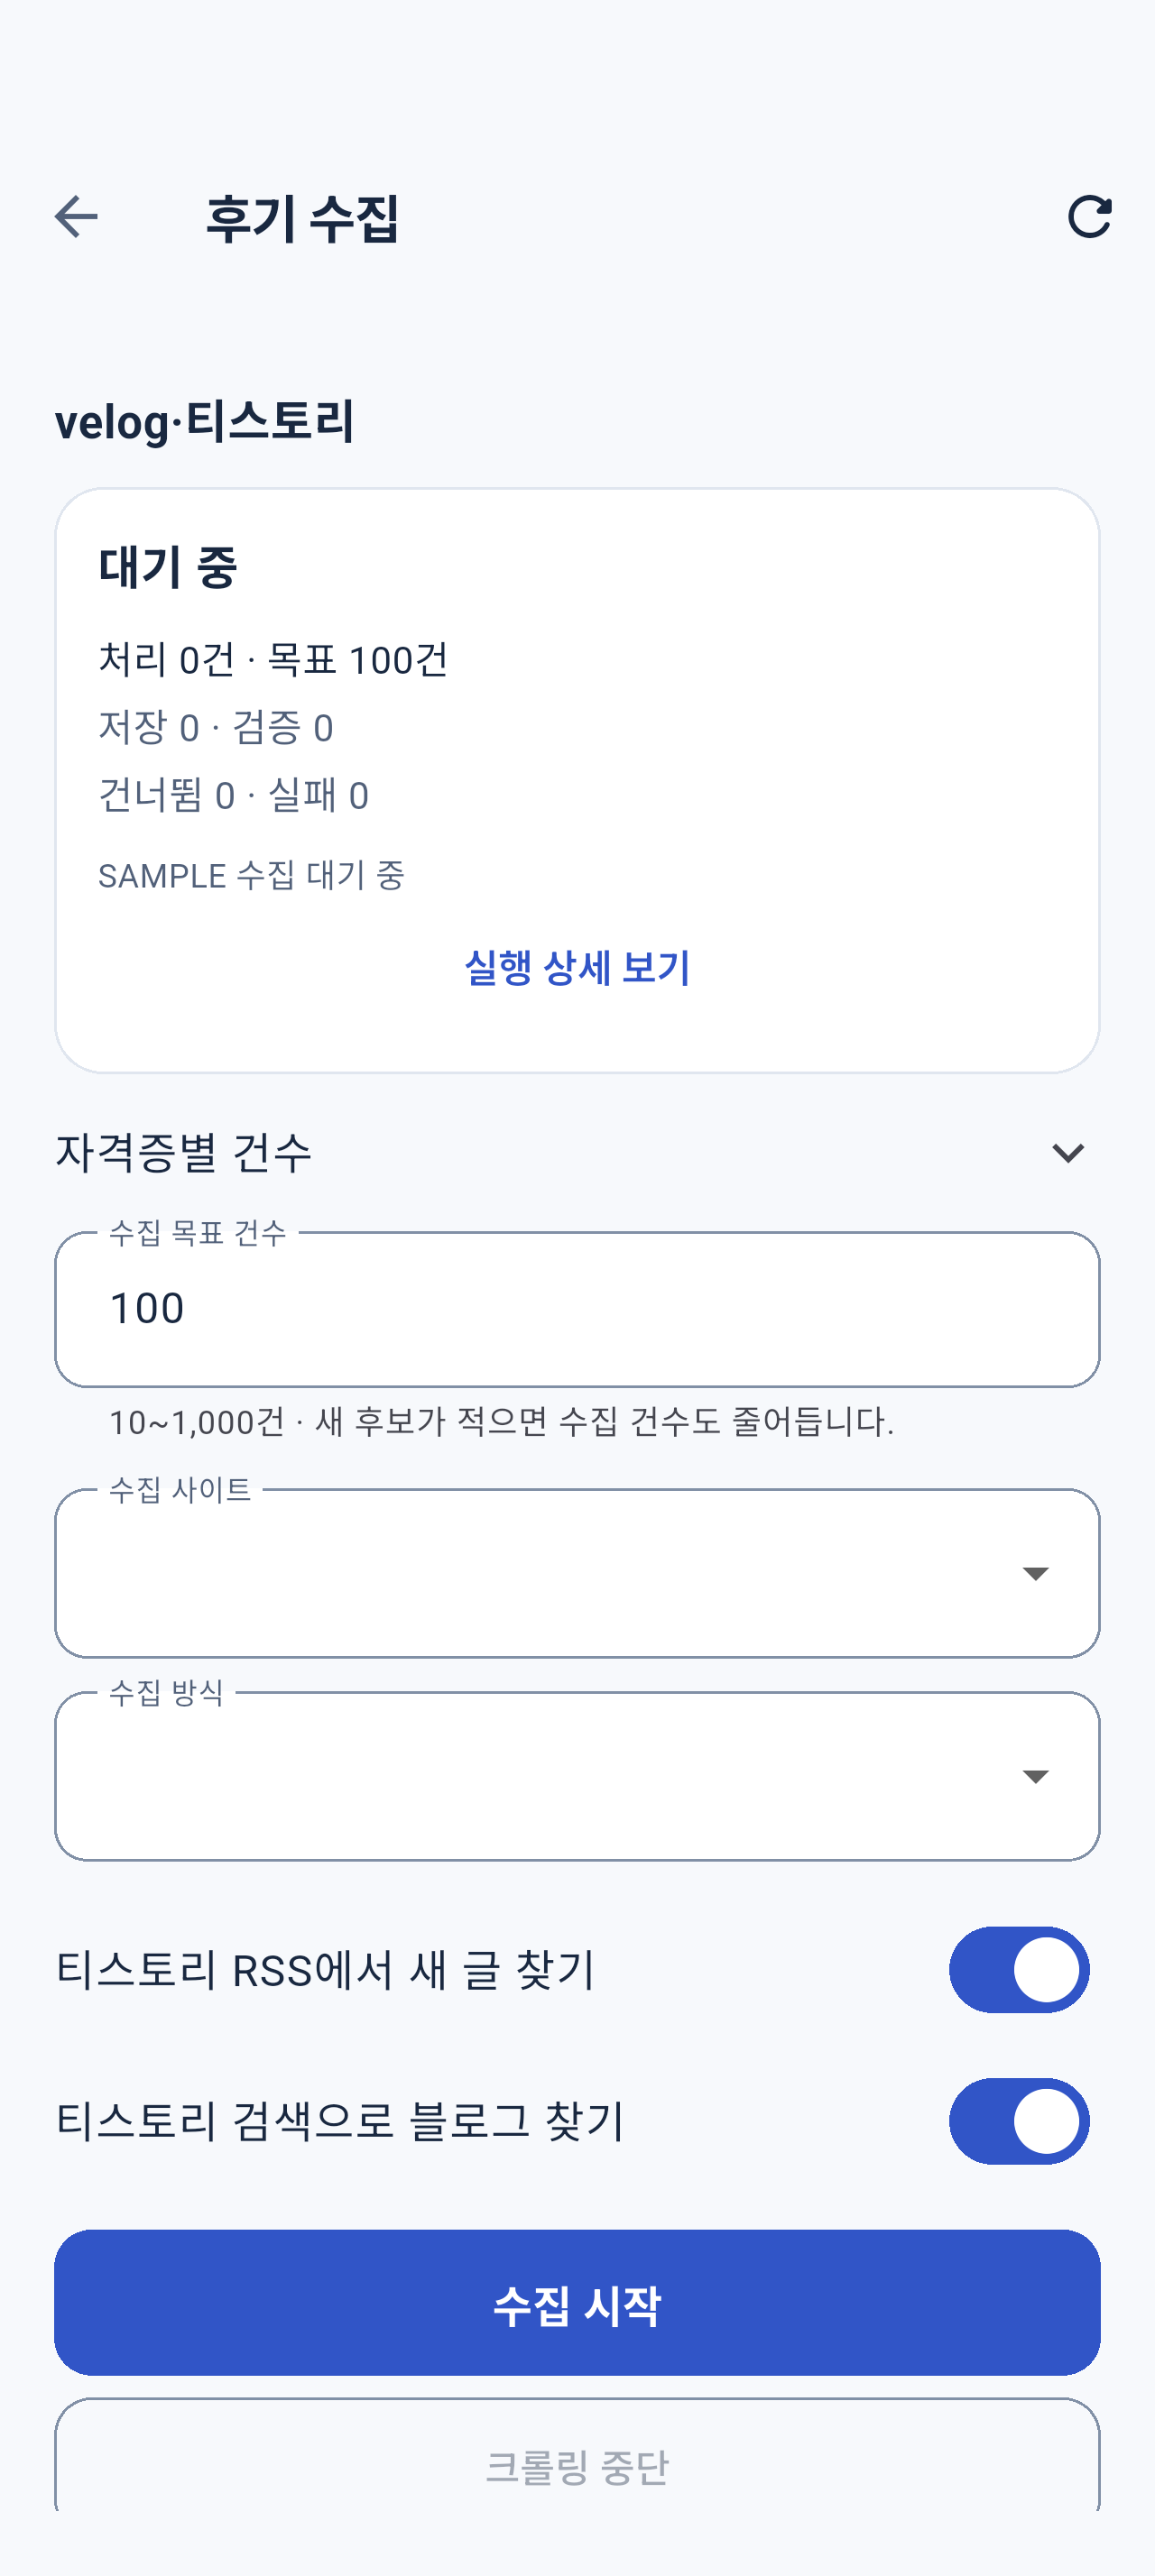 후기 수집
velog·티스토리
대기 중
처리 0건 · 목표 100건
저장 0 · 검증 0
건너뜀 0 · 실패 0
SAMPLE 수집 대기 중
실행 상세 보기
자격증별 건수
수집 목표 건수
100
10~1,000건 · 새 후보가 적으면 수집 건수도 줄어듭니다.
수집 사이트
수집 방식
티스토리 RSS에서 새 글 찾기
티스토리 검색으로 블로그 찾기
수집 시작
크롤링 중단